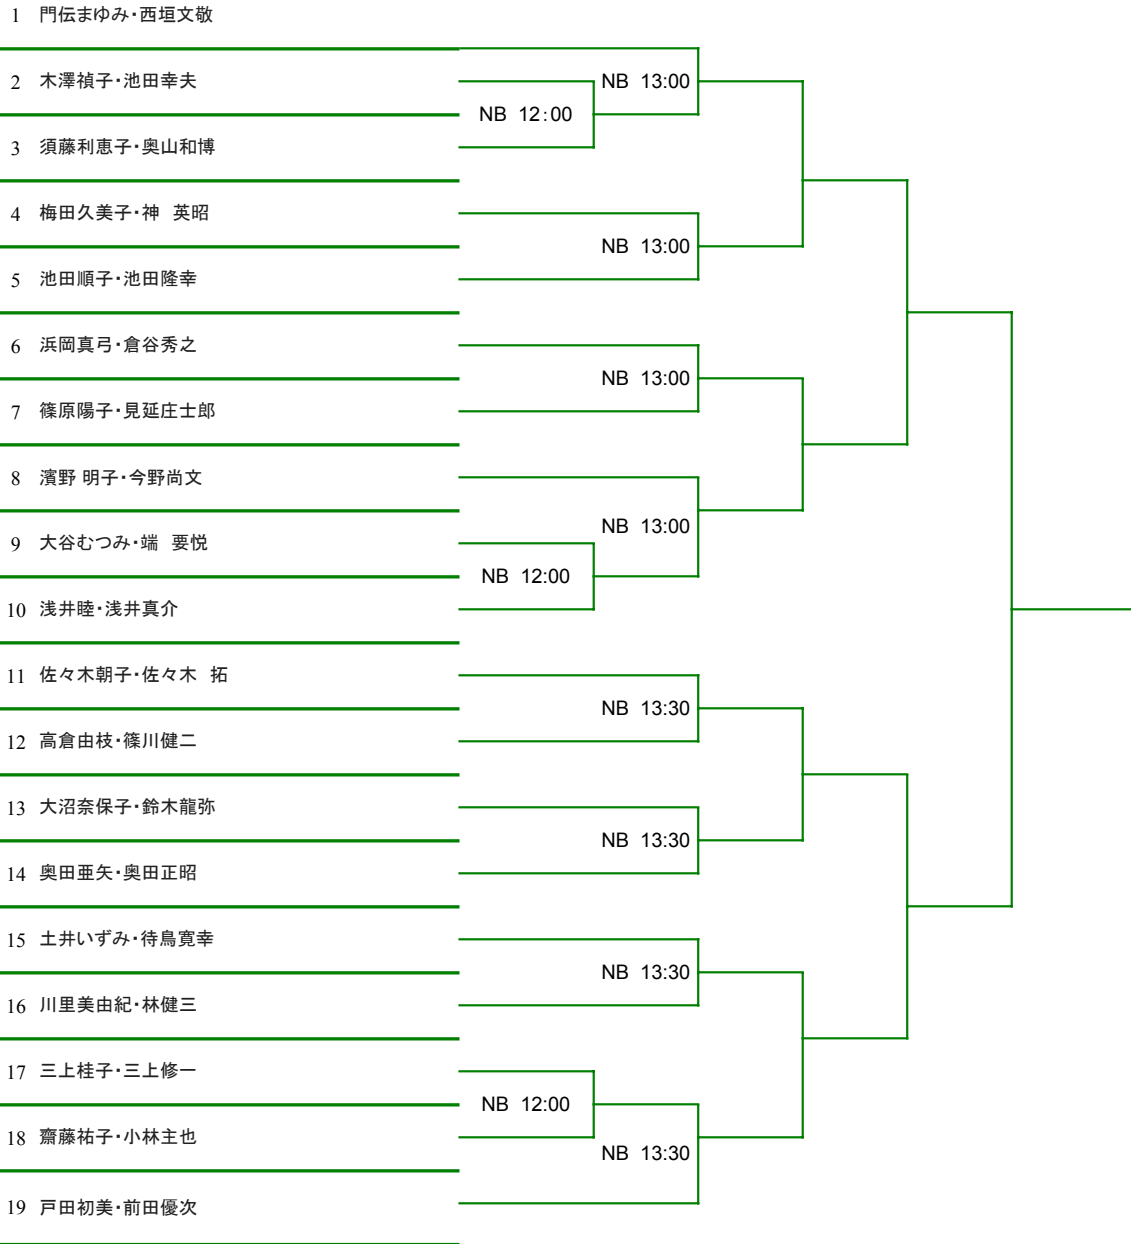 1 門伝まゆみ・西垣文敬
NB 13:00
2 木澤禎子・池田幸夫
NB 12:00
3 須藤利恵子・奥山和博
4 梅田久美子・神　英昭
NB 13:00
5 池田順子・池田隆幸
6 浜岡真弓・倉谷秀之
NB 13:00
7 篠原陽子・見延庄士郎
8 濱野 明子・今野尚文
NB 13:00
9 大谷むつみ・端　要悦
NB 12:00
10 浅井睦・浅井真介
11 佐々木朝子・佐々木　拓
NB 13:30
12 高倉由枝・篠川健二
13 大沼奈保子・鈴木龍弥
NB 13:30
14 奥田亜矢・奥田正昭
15 土井いずみ・待鳥寛幸
NB 13:30
16 川里美由紀・林健三
17 三上桂子・三上修一
NB 12:00
18 齋藤祐子・小林主也
NB 13:30
19 戸田初美・前田優次